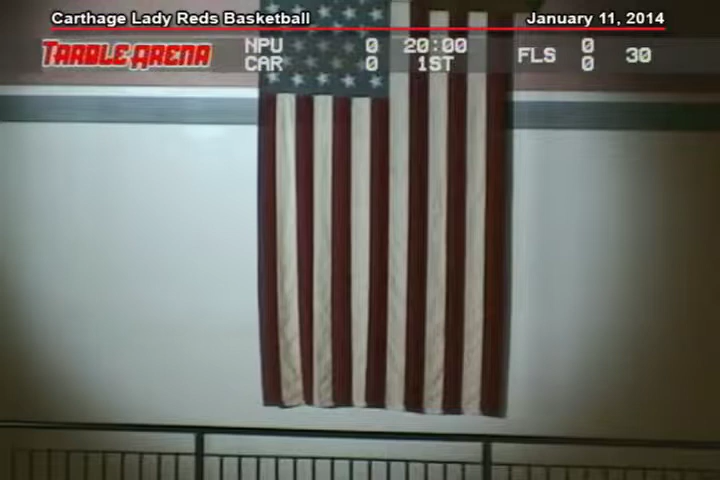 Carthage Lady Reds Basketball January 11, 2014
TARBLE ARENA NPU 0 20:00 FLS 0 30
CAR 0 1ST 0